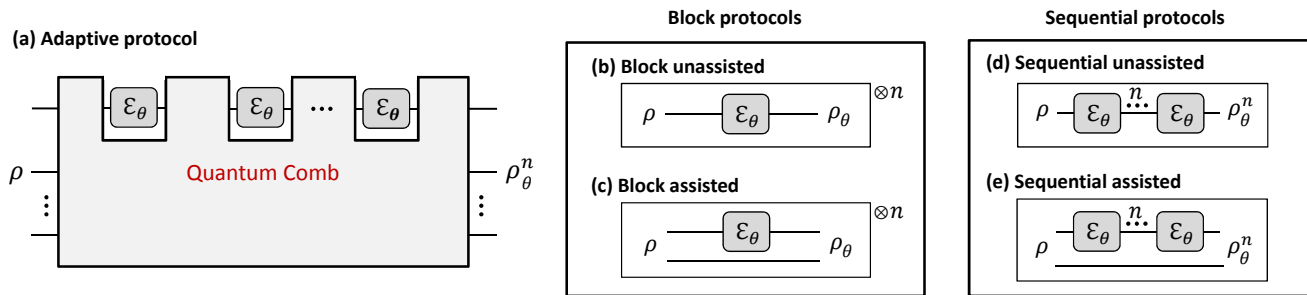 Block protocols
Sequential protocols
(a) Adaptive protocol
ℰθ
ℰθ
⋯
ℰθ
ρ
Quantum Comb
ρθⁿ
⋮
⋮
(b) Block unassisted
ρ
ℰθ
ρθ
⊗n
(c) Block assisted
ρ
ℰθ
ρθ
⊗n
(d) Sequential unassisted
ρ
ℰθ
n
⋯
ℰθ
ρθⁿ
(e) Sequential assisted
ρ
ℰθ
n
⋯
ℰθ
ρθⁿ